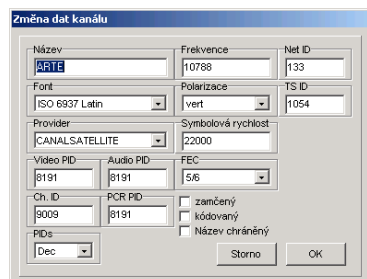 Změna dat kanálu
Název Frekvence Net ID
ARTE 10788 133
Font Polarizace TS ID
ISO 6937 Latin vert 1054
Provider Symbolová rychlost
CANALSATELLITE 22000
Video PID Audio PID FEC
8191 8191 5/6
Ch. ID PCR PID zamčený
9009 8191 kódovaný
Název chráněný
PIDs
Dec Storno OK